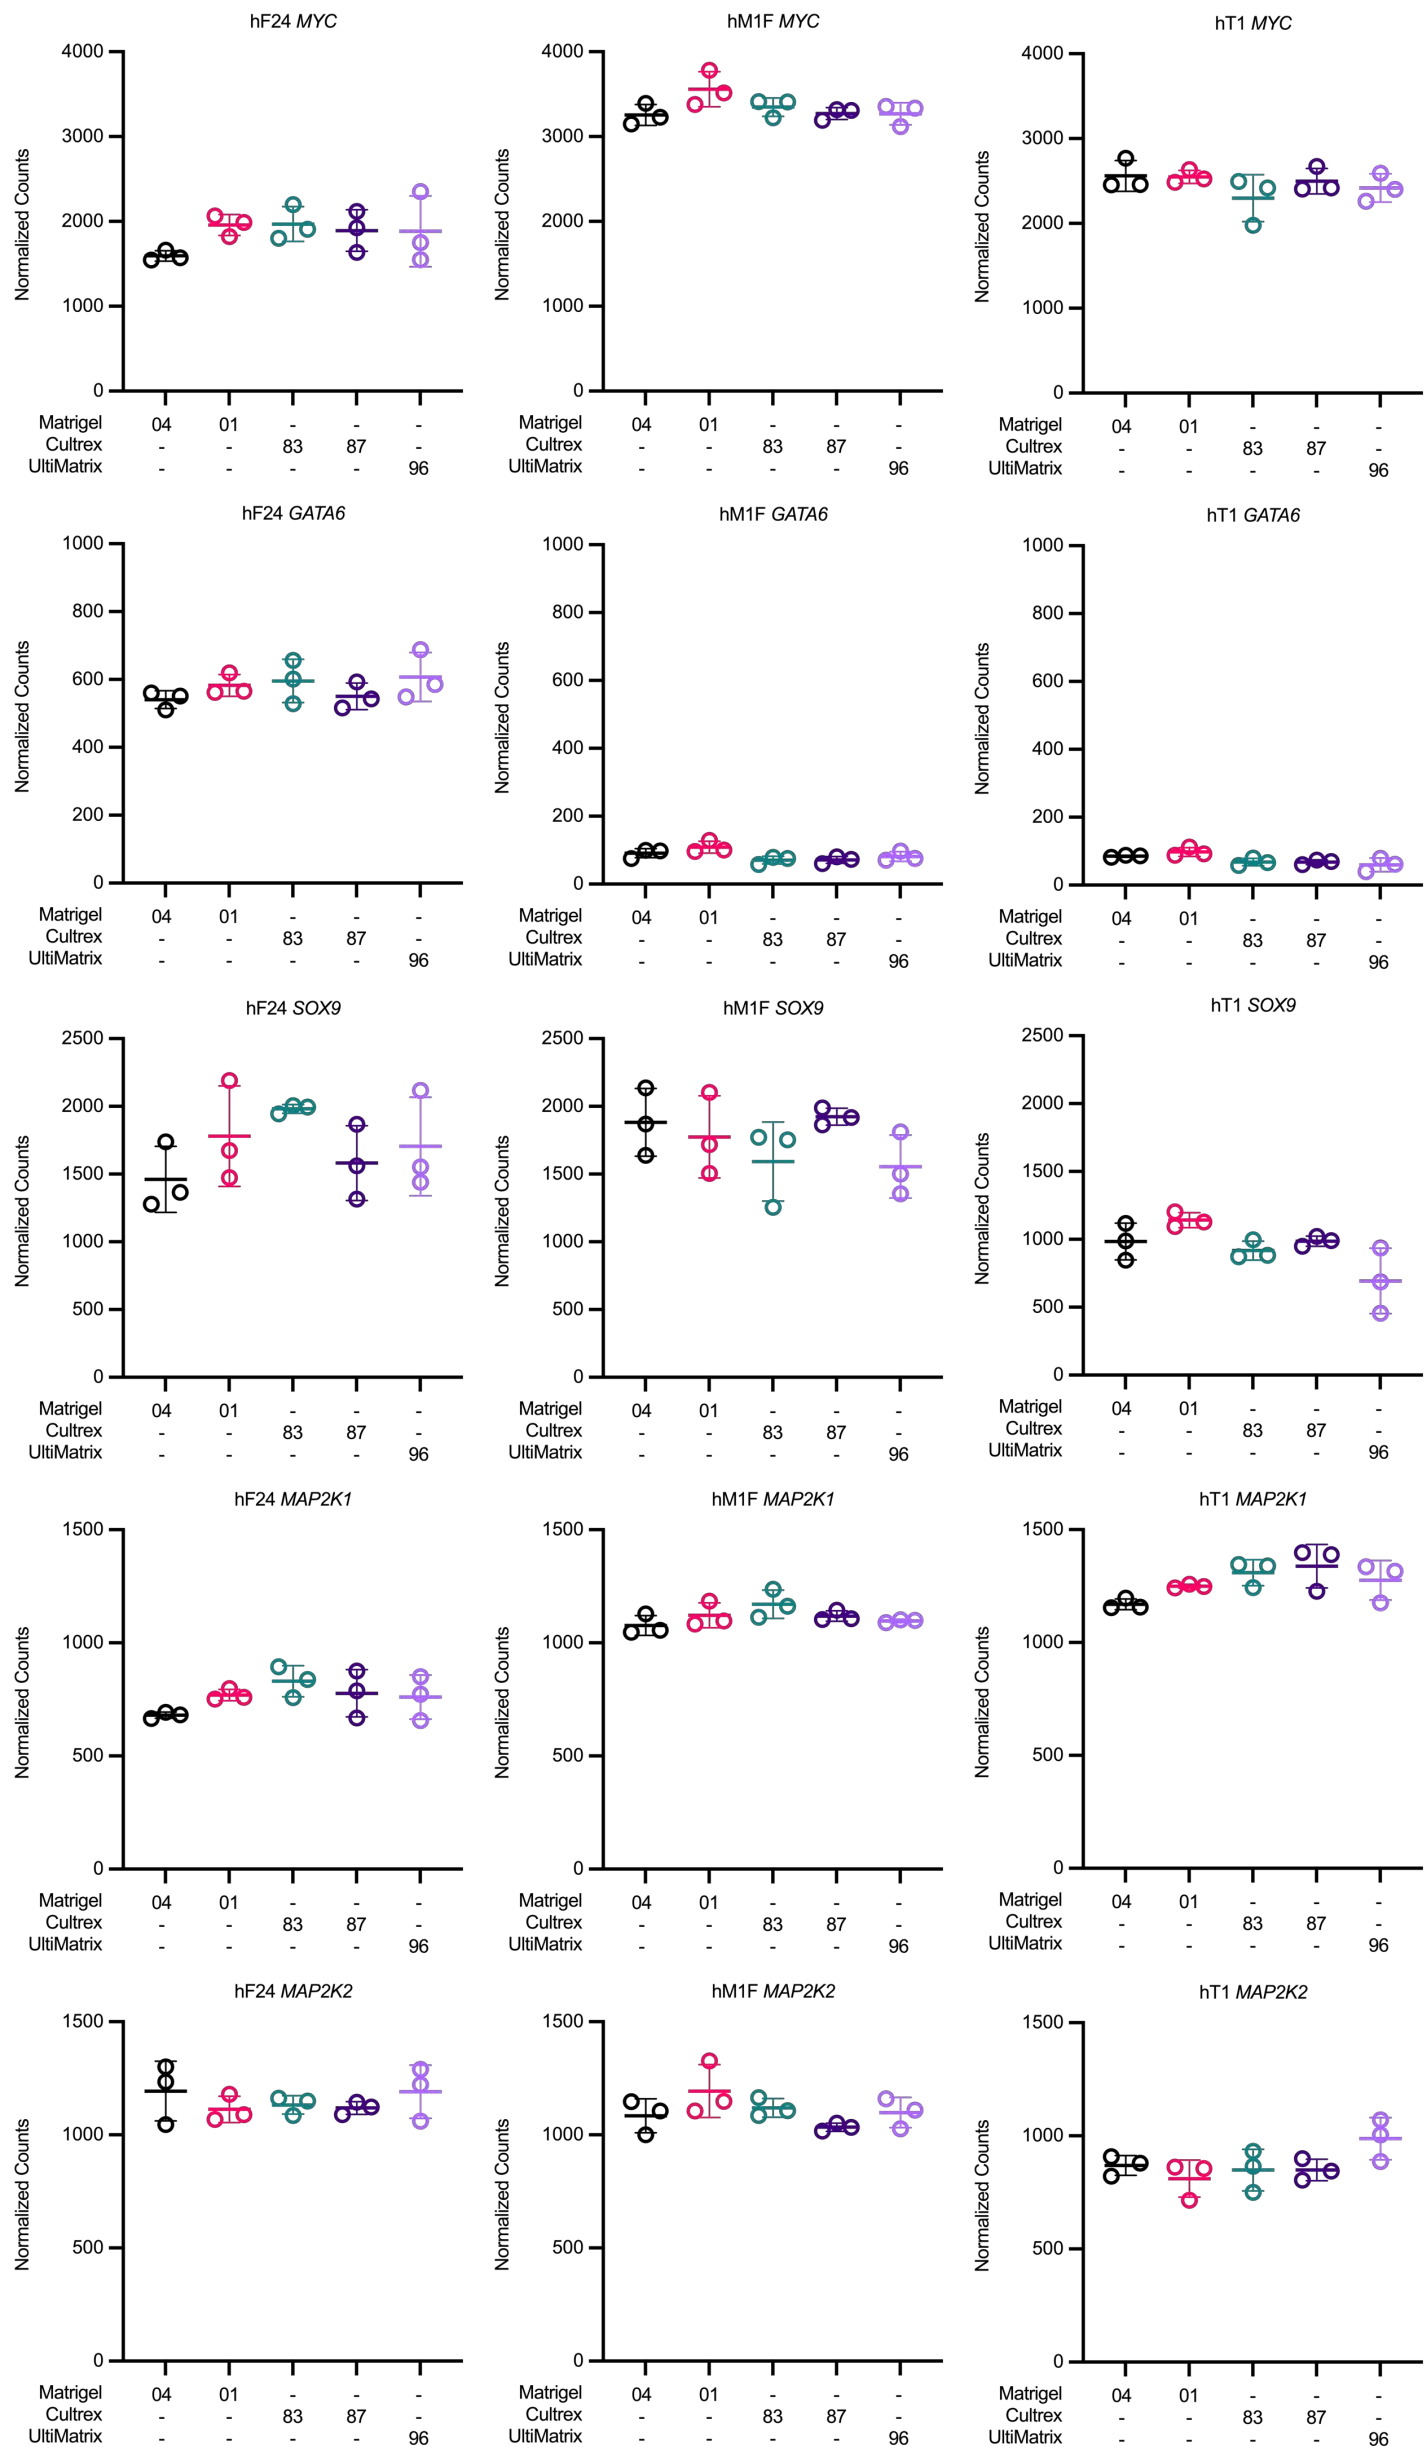 hF24 MYC
Normalized Counts
4000
3000
2000
1000
0
Matrigel 04 01 - - -
Cultrex - - 83 87 -
UltiMatrix - - - - 96
hM1F MYC
Normalized Counts
4000
3000
2000
1000
0
Matrigel 04 01 - - -
Cultrex - - 83 87 -
UltiMatrix - - - - 96
hT1 MYC
Normalized Counts
4000
3000
2000
1000
0
Matrigel 04 01 - - -
Cultrex - - 83 87 -
UltiMatrix - - - - 96
hF24 GATA6
Normalized Counts
1000
800
600
400
200
0
Matrigel 04 01 - - -
Cultrex - - 83 87 -
UltiMatrix - - - - 96
hM1F GATA6
Normalized Counts
1000
800
600
400
200
0
Matrigel 04 01 - - -
Cultrex - - 83 87 -
UltiMatrix - - - - 96
hT1 GATA6
Normalized Counts
1000
800
600
400
200
0
Matrigel 04 01 - - -
Cultrex - - 83 87 -
UltiMatrix - - - - 96
hF24 SOX9
Normalized Counts
2500
2000
1500
1000
500
0
Matrigel 04 01 - - -
Cultrex - - 83 87 -
UltiMatrix - - - - 96
hM1F SOX9
Normalized Counts
2500
2000
1500
1000
500
0
Matrigel 04 01 - - -
Cultrex - - 83 87 -
UltiMatrix - - - - 96
hT1 SOX9
Normalized Counts
2500
2000
1500
1000
500
0
Matrigel 04 01 - - -
Cultrex - - 83 87 -
UltiMatrix - - - - 96
hF24 MAP2K1
Normalized Counts
1500
1000
500
0
Matrigel 04 01 - - -
Cultrex - - 83 87 -
UltiMatrix - - - - 96
hM1F MAP2K1
Normalized Counts
1500
1000
500
0
Matrigel 04 01 - - -
Cultrex - - 83 87 -
UltiMatrix - - - - 96
hT1 MAP2K1
Normalized Counts
1500
1000
500
0
Matrigel 04 01 - - -
Cultrex - - 83 87 -
UltiMatrix - - - - 96
hF24 MAP2K2
Normalized Counts
1500
1000
500
0
Matrigel 04 01 - - -
Cultrex - - 83 87 -
UltiMatrix - - - - 96
hM1F MAP2K2
Normalized Counts
1500
1000
500
0
Matrigel 04 01 - - -
Cultrex - - 83 87 -
UltiMatrix - - - - 96
hT1 MAP2K2
Normalized Counts
1500
1000
500
0
Matrigel 04 01 - - -
Cultrex - - 83 87 -
UltiMatrix - - - - 96